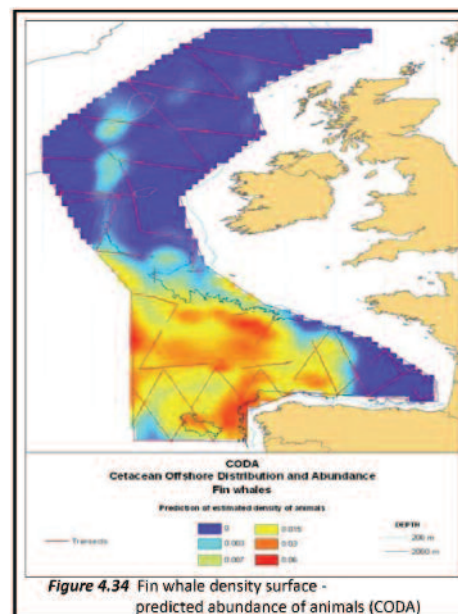 CODA
Cetacean Offshore Distribution and Abundance
Fin whales
Prediction of estimated density of animals
Transects
0
0.003
0.007
0.015
0.03
0.06
DEPTH
200 m
2000 m
Figure 4.34 Fin whale density surface -
predicted abundance of animals (CODA)